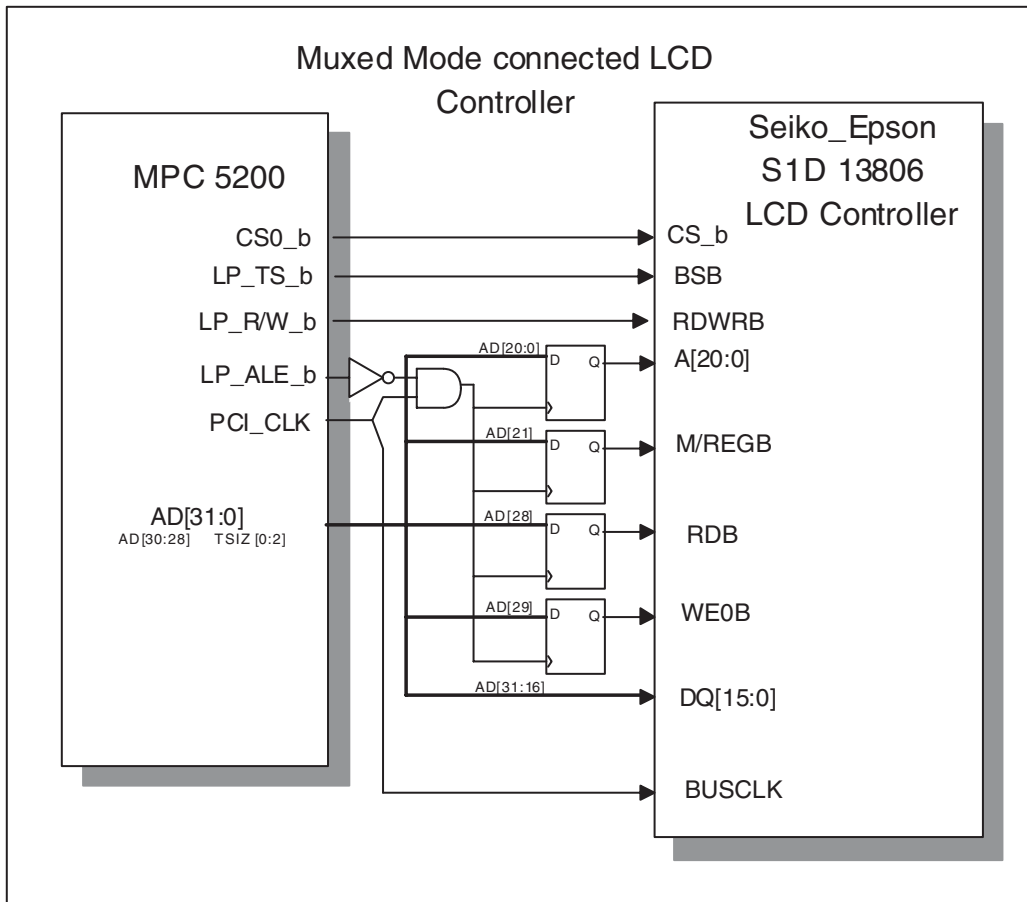 Muxed Mode connected LCD
Controller
MPC 5200
CS0_b
LP_TS_b
LP_R/W_b
LP_ALE_b
PCI_CLK
AD[31:0]
AD[30:28] TSIZ [0:2]
AD[20:0]
D Q
AD[21]
D Q
AD[28]
D Q
AD[29]
D Q
AD[31:16]
Seiko_Epson
S1D 13806
LCD Controller
CS_b
BSB
RDWRB
A[20:0]
M/REGB
RDB
WE0B
DQ[15:0]
BUSCLK